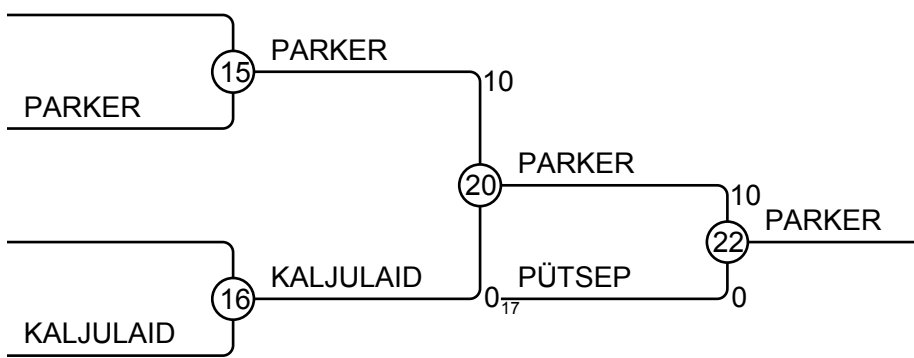 PARKER
15
10
PARKER
PARKER
20
10
PARKER
22
KALJULAID
PÜTSEP
16
0
17
0
KALJULAID